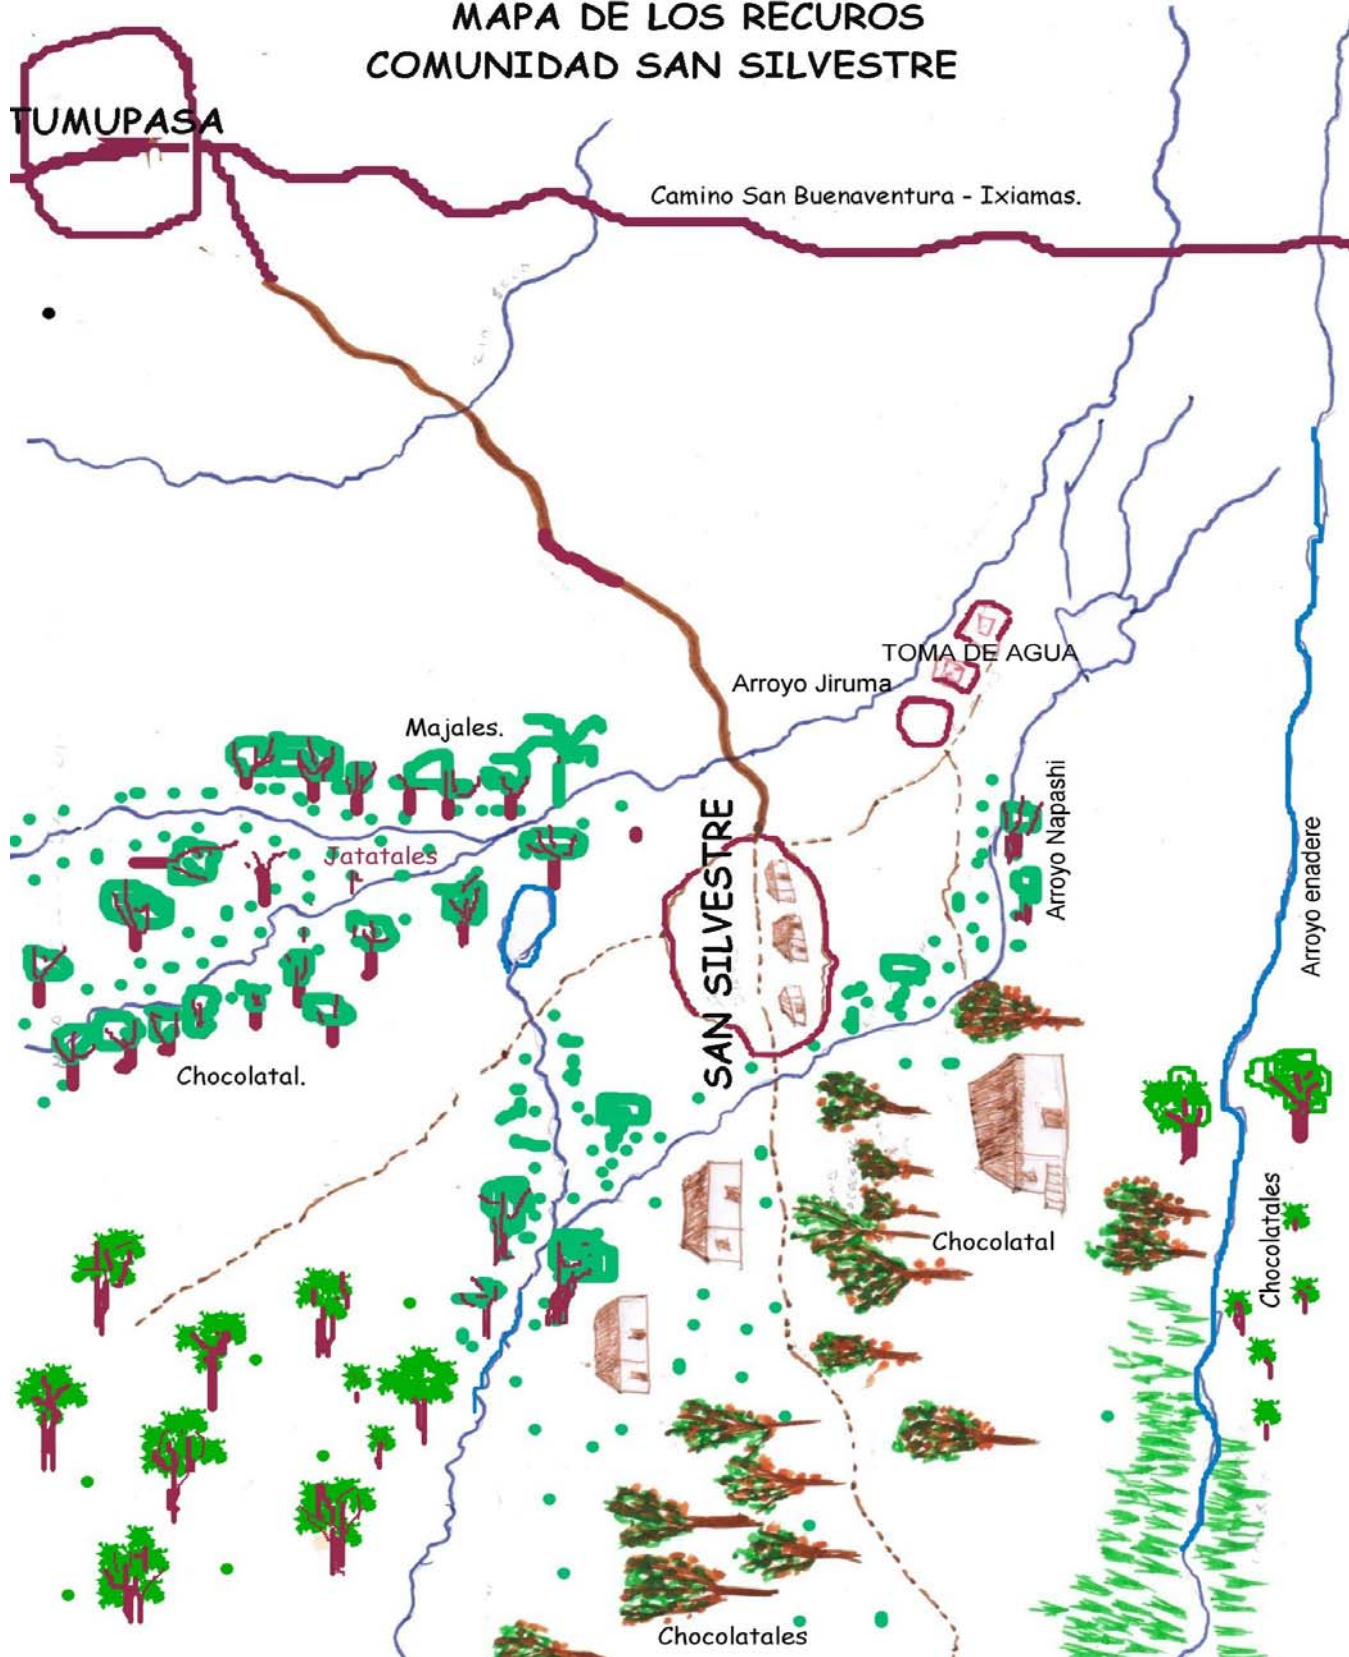 MAPA DE LOS RECUROS
COMUNIDAD SAN SILVESTRE
TUMUPASA
Camino San Buenaventura - Ixiamas.
TOMA DE AGUA
Arroyo Jiruma
Majales.
Arroyo Napashi
Arroyo enadere
Jatatales
SAN SILVESTRE
Chocolatal.
Chocolatal
Chocolatales
Chocolatales